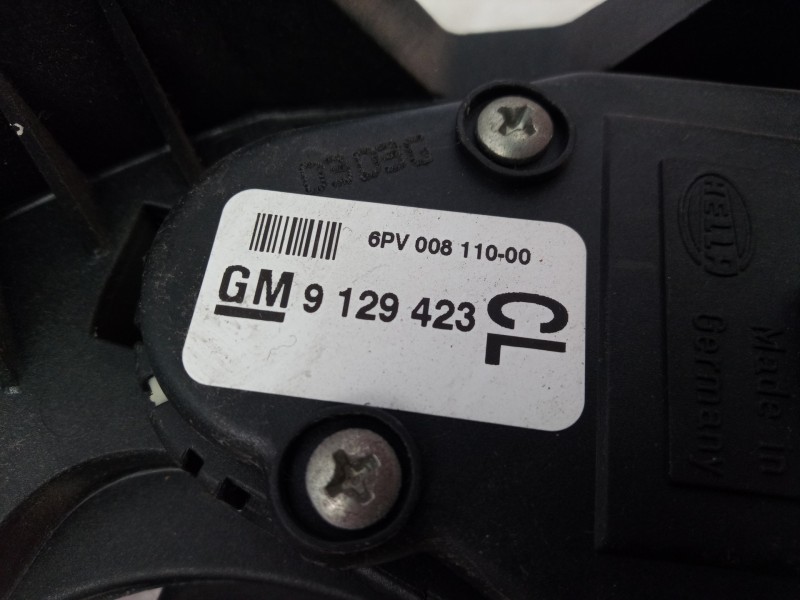 6PV 008 110-00
GM 9 129 423 CL
HELLA
Made in
Germany